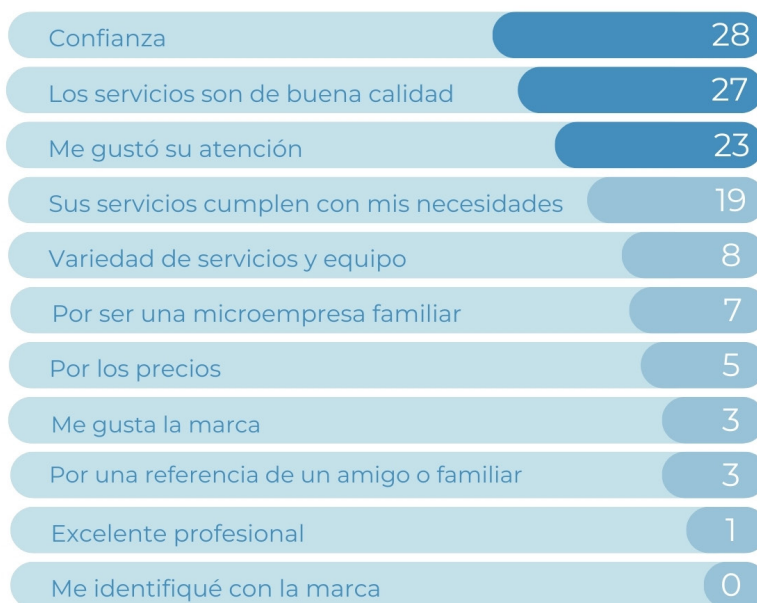 Confianza 28
Los servicios son de buena calidad 27
Me gustó su atención 23
Sus servicios cumplen con mis necesidades 19
Variedad de servicios y equipo 8
Por ser una microempresa familiar 7
Por los precios 5
Me gusta la marca 3
Por una referencia de un amigo o familiar 3
Excelente profesional 1
Me identifiqué con la marca 0